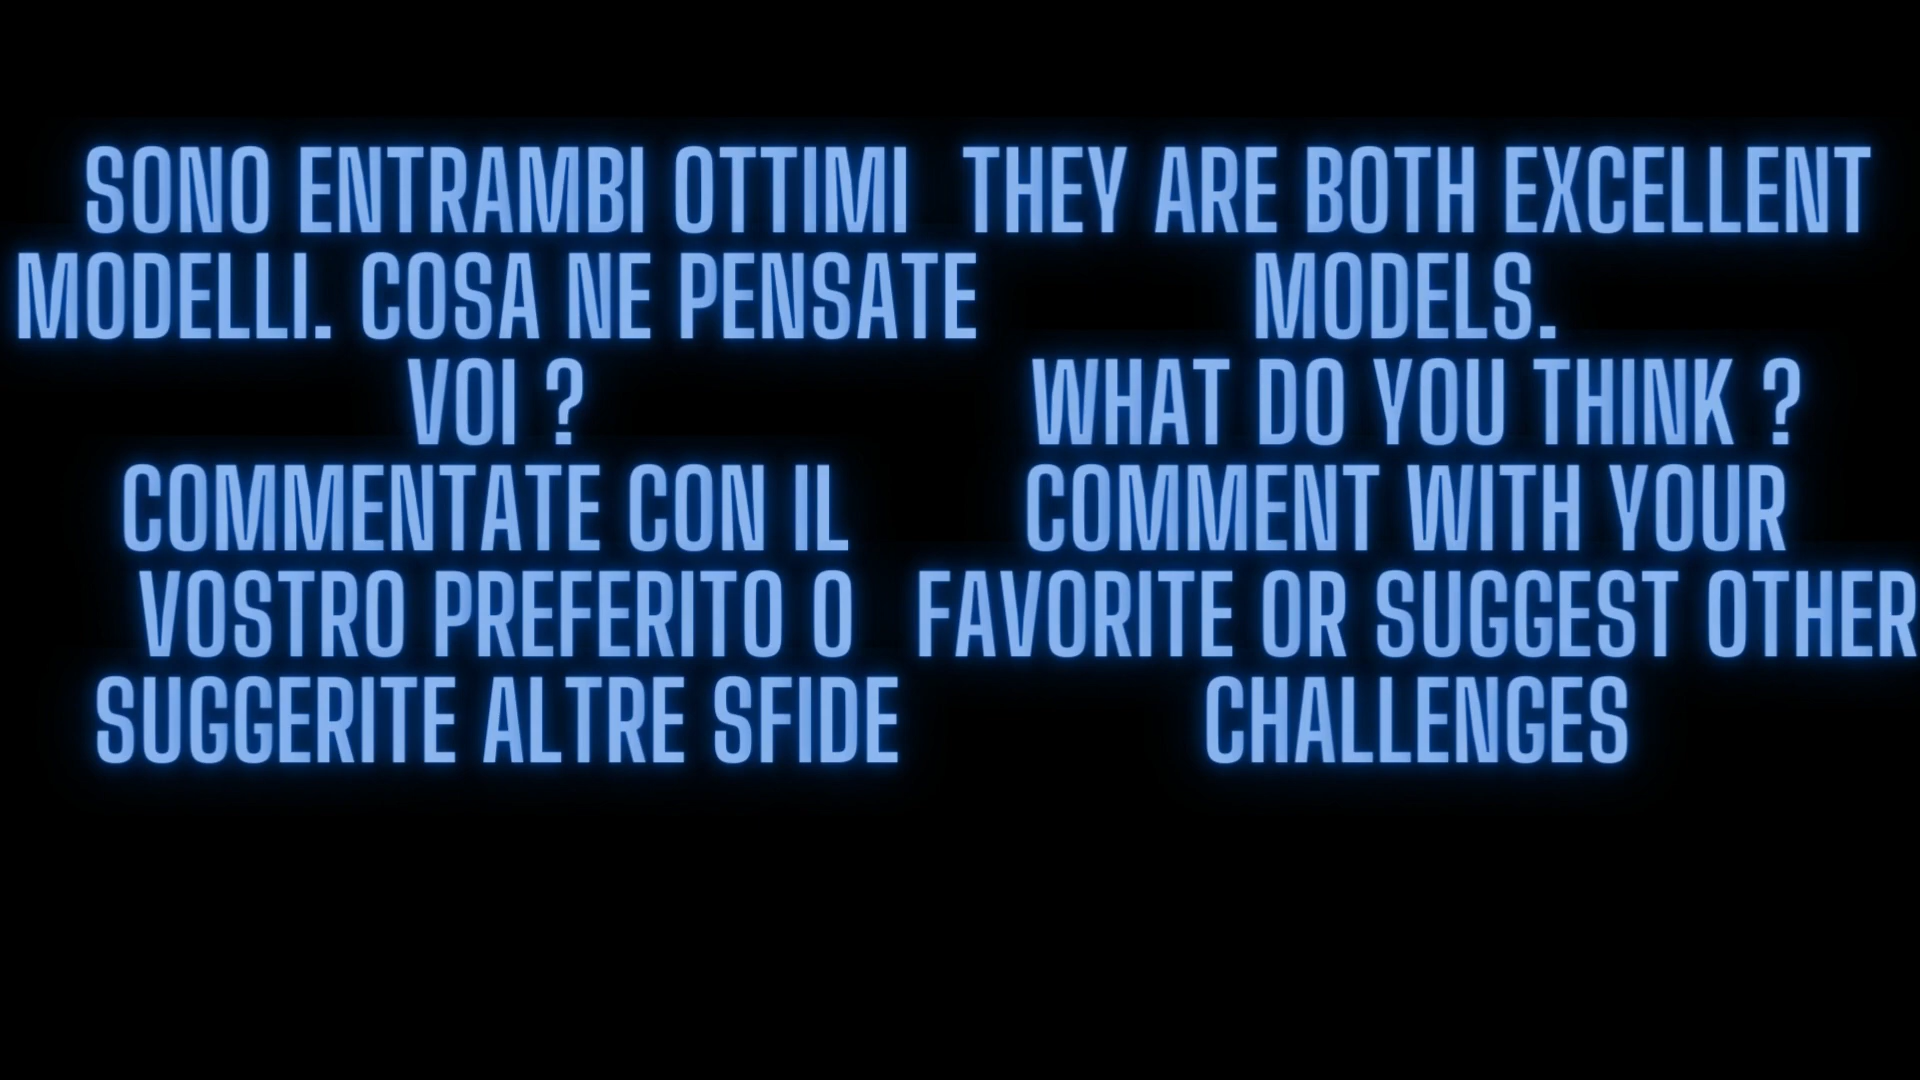 SONO ENTRAMBI OTTIMI
MODELLI. COSA NE PENSATE
VOI ?
COMMENTATE CON IL
VOSTRO PREFERITO O
SUGGERITE ALTRE SFIDE
THEY ARE BOTH EXCELLENT
MODELS.
WHAT DO YOU THINK ?
COMMENT WITH YOUR
FAVORITE OR SUGGEST OTHER
CHALLENGES